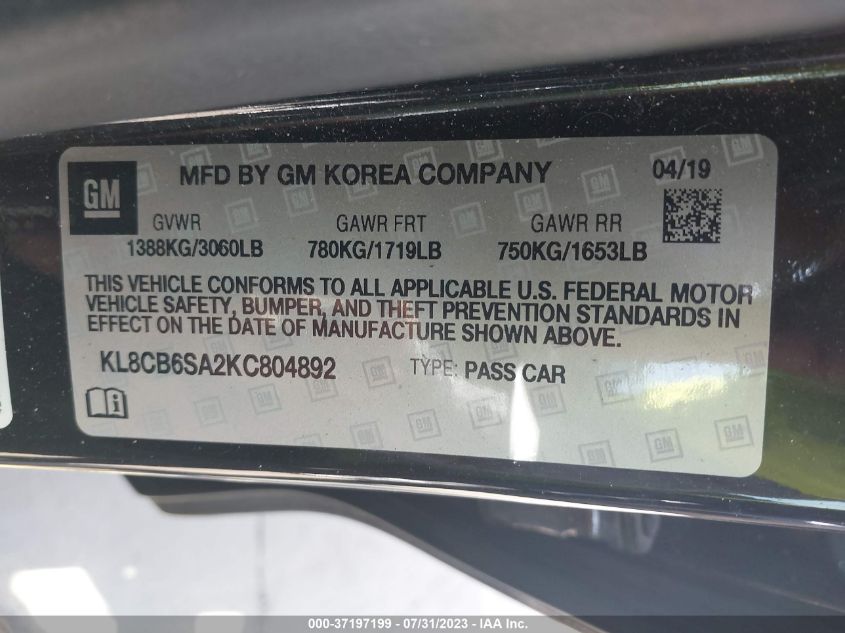 GM
MFD BY GM KOREA COMPANY
04/19
GVWR GAWR FRT GAWR RR
1388KG/3060LB 780KG/1719LB 750KG/1653LB
THIS VEHICLE CONFORMS TO ALL APPLICABLE U.S. FEDERAL MOTOR
VEHICLE SAFETY, BUMPER, AND THEFT PREVENTION STANDARDS IN
EFFECT ON THE DATE OF MANUFACTURE SHOWN ABOVE.
KL8CB6SA2KC804892 TYPE: PASS CAR
000-37197199 - 07/31/2023 - © IAA Inc.